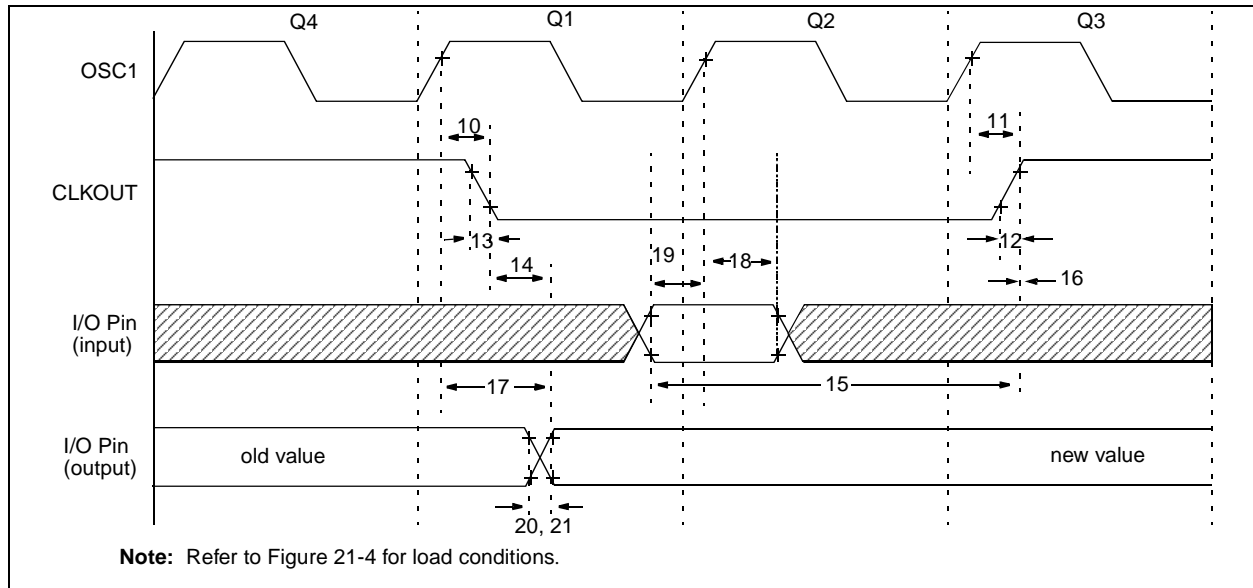 Q4 Q1 Q2 Q3
OSC1
10 11
CLKOUT
13 12
14 19 18 16
I/O Pin
(input)
17 15
I/O Pin
(output)
old value new value
20, 21
Note: Refer to Figure 21-4 for load conditions.